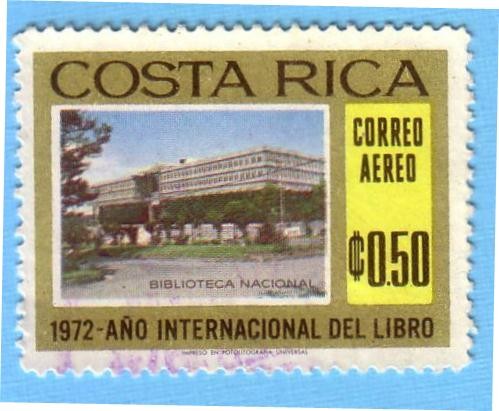 COSTA RICA
CORREO
AEREO
₡0.50
BIBLIOTECA NACIONAL
1972-AÑO INTERNACIONAL DEL LIBRO
IMPRESO EN FOTOLITOGRAFIA UNIVERSAL